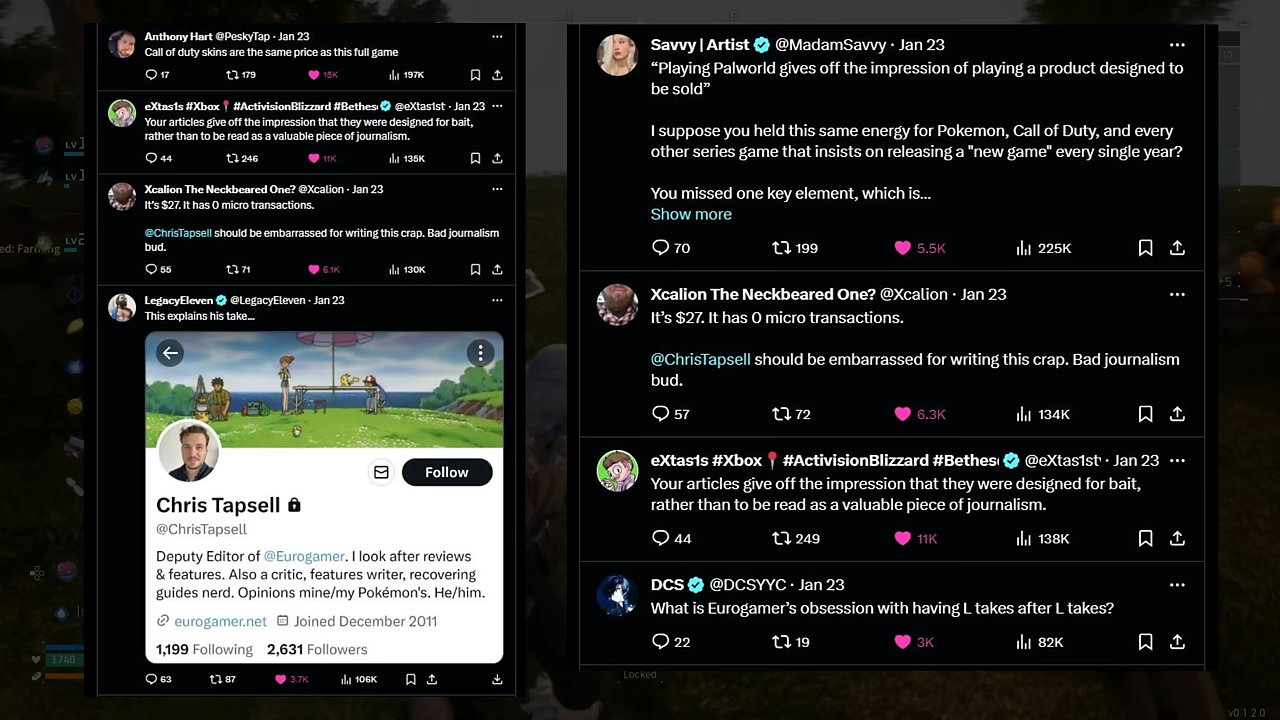 Anthony Hart @PeskyTap · Jan 23
Call of duty skins are the same price as this full game
17 179 15K 197K
eXtas1s #Xbox📍#ActivisionBlizzard #Bethes @eXtas1st · Jan 23
Your articles give off the impression that they were designed for bait,
rather than to be read as a valuable piece of journalism.
44 246 11K 135K
Xcalion The Neckbeared One? @Xcalion · Jan 23
It's $27. It has 0 micro transactions.
@ChrisTapsell should be embarrassed for writing this crap. Bad journalism
bud.
55 71 6.1K 130K
LegacyEleven @LegacyEleven · Jan 23
This explains his take...
Follow
Chris Tapsell
@ChrisTapsell
Deputy Editor of @Eurogamer. I look after reviews
& features. Also a critic, features writer, recovering
guides nerd. Opinions mine/my Pokémon's. He/him.
eurogamer.net Joined December 2011
1,199 Following 2,631 Followers
63 87 3.7K 106K
Savvy | Artist @MadamSavvy · Jan 23
“Playing Palworld gives off the impression of playing a product designed to
be sold”
I suppose you held this same energy for Pokemon, Call of Duty, and every
other series game that insists on releasing a "new game" every single year?
You missed one key element, which is...
Show more
70 199 5.5K 225K
Xcalion The Neckbeared One? @Xcalion · Jan 23
It's $27. It has 0 micro transactions.
@ChrisTapsell should be embarrassed for writing this crap. Bad journalism
bud.
57 72 6.3K 134K
eXtas1s #Xbox📍#ActivisionBlizzard #Bethes @eXtas1st · Jan 23
Your articles give off the impression that they were designed for bait,
rather than to be read as a valuable piece of journalism.
44 249 11K 138K
DCS @DCSYYC · Jan 23
What is Eurogamer's obsession with having L takes after L takes?
22 19 3K 82K
LV
LV
LV
1740
Locked
v0.1.2.0